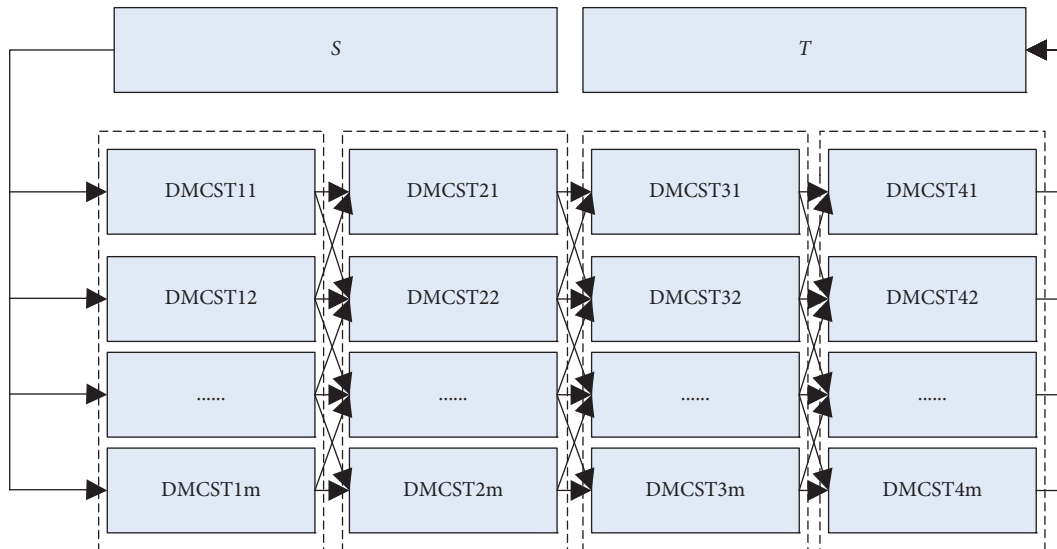 S
T
DMCST11
DMCST21
DMCST31
DMCST41
DMCST12
DMCST22
DMCST32
DMCST42
......
......
......
......
DMCST1m
DMCST2m
DMCST3m
DMCST4m